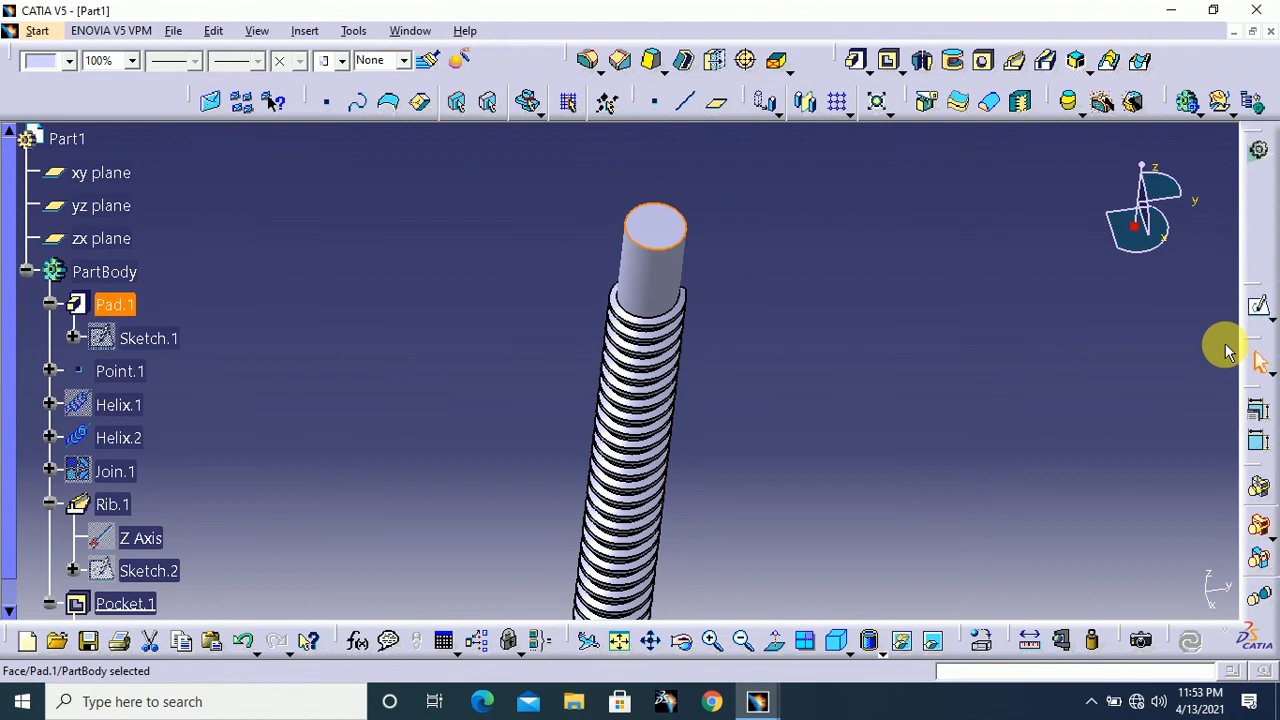 CATIA V5 - [Part1]
Start ENOVIA V5 VPM File Edit View Insert Tools Window Help
100% None
Part1
xy plane
yz plane
zx plane
PartBody
Pad.1
Sketch.1
Point.1
Helix.1
Helix.2
Join.1
Rib.1
Z Axis
Sketch.2
Pocket.1
z
y
x
z
y
x
f(x)
CATIA
Face/Pad.1/PartBody selected
Type here to search
11:53 PM
4/13/2021